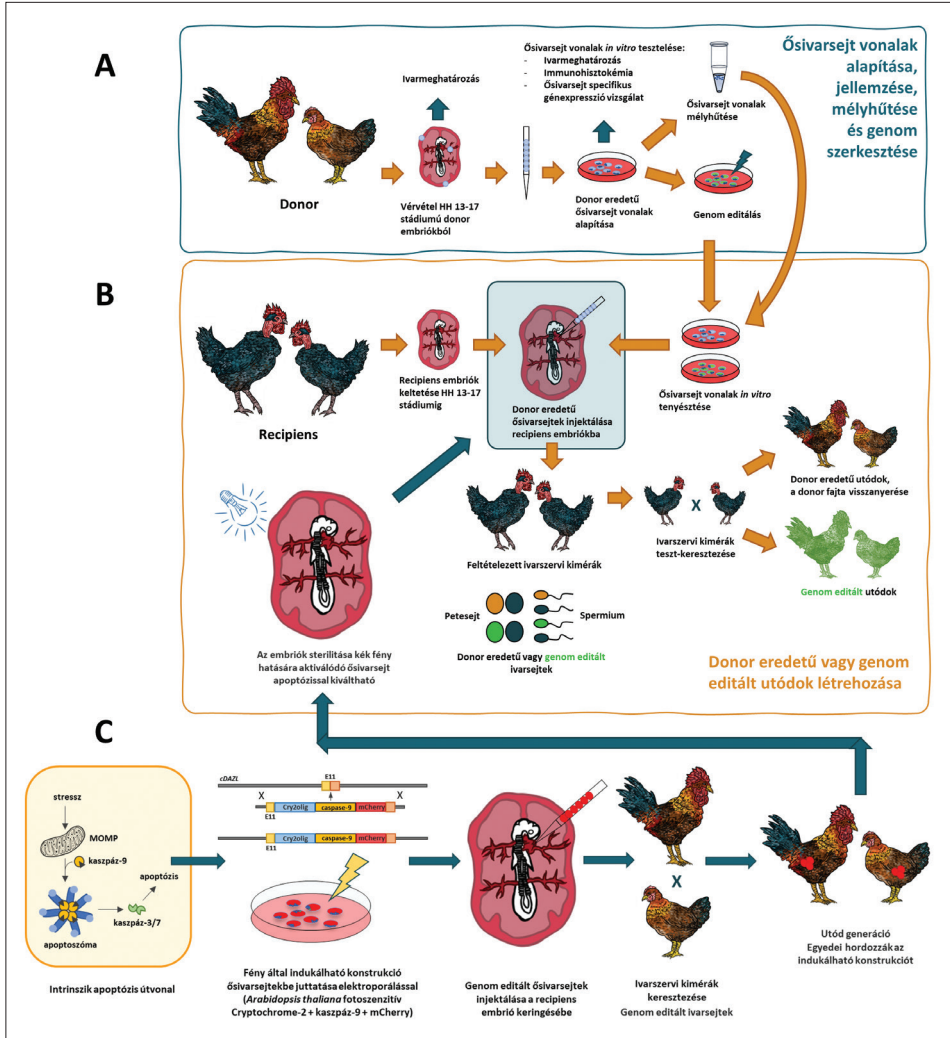 A
Ősivarsejt vonalak
alapítása,
jellemzése,
mélyhűtése
és genom
szerkesztése
Donor
Ivarmeghatározás
Vérvétel HH 13-17
stádiumú donor
embriókból
Ősivarsejt vonalak in vitro tesztelése:
- Ivarmeghatározás
- Immunohisztokémia
- Ősivarsejt specifikus
génexpresszió vizsgálat
Donor eredetű
ősivarsejt vonalak
alapítása
Ősivarsejt vonalak
mélyhűtése
Genom editálás
B
Recipiens
Recipiens embriók
keltetése HH 13-17
stádiumig
Donor eredetű
ősivarsejtek injektálása
recipiens embriókba
Ősivarsejt vonalak in vitro
tenyésztése
Feltételezett ivarszervi kimérák
X
Ivarszervi kimérák
teszt-keresztezése
Donor eredetű utódok,
a donor fajta visszanyerése
Genom editált utódok
Petesejt
Spermium
Donor eredetű vagy genom editált
ivarsejtek
Az embriók sterilitása kék fény
hatására aktiválódó ősivarsejt
apoptózissal kiváltható
Donor eredetű vagy genom
editált utódok létrehozása
C
stressz
MOMP
kaszpáz-9
apoptózis
kaszpáz-3/7
apoptoszóma
Intrinszik apoptózis útvonal
cDAZL
E11
X
X
Cry2olig
caspase-9
mCherry
E11
Cry2olig
caspase-9
mCherry
E11
Fény által indukálható konstrukció
ősivarsejtekbe juttatása elektroporálással
(Arabidopsis thaliana fotoszenzitív
Cryptochrome-2 + kaszpáz-9 + mCherry)
Genom editált ősivarsejtek
injektálása a recipiens
embrió keringésébe
X
Ivarszervi kimérák
keresztezése
Genom editált ivarsejtek
Utód generáció
Egyedei hordozzák az
indukálható konstrukciót